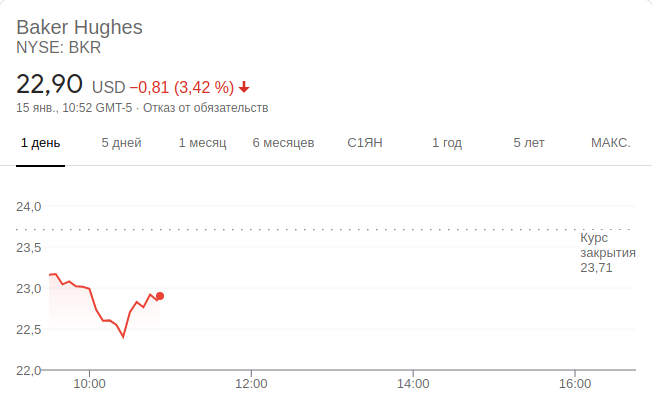 Baker Hughes
NYSE: BKR
22,90 USD −0,81 (3,42 %)
15 янв., 10:52 GMT-5 · Отказ от обязательств
1 день 5 дней 1 месяц 6 месяцев С1ЯН 1 год 5 лет МАКС.
24,0
Курс
закрытия
23,71
23,5
23,0
22,5
22,0
10:00 12:00 14:00 16:00